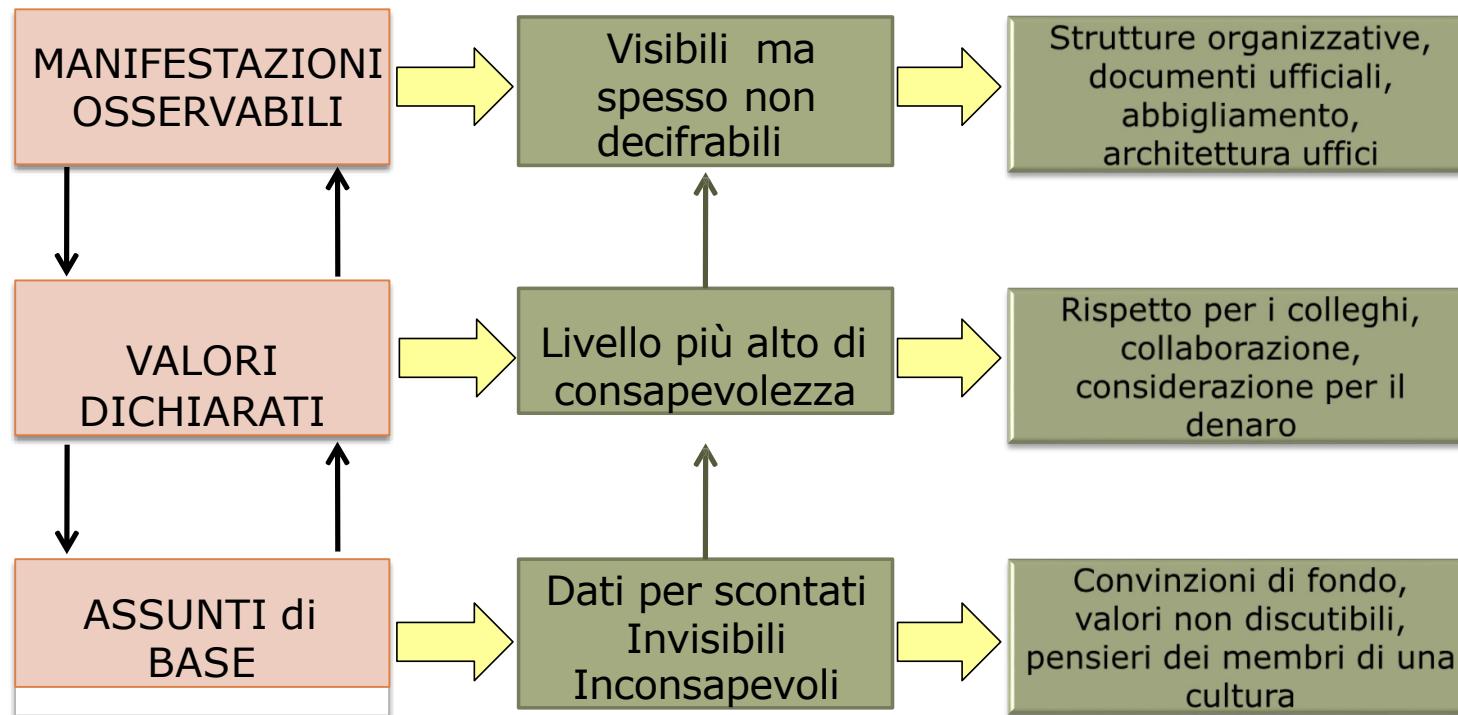 MANIFESTAZIONI
OSSERVABILI
Visibili ma
spesso non
decifrabili
Strutture organizzative,
documenti ufficiali,
abbigliamento,
architettura uffici
VALORI
DICHIARATI
Livello più alto di
consapevolezza
Rispetto per i colleghi,
collaborazione,
considerazione per il
denaro
ASSUNTI di
BASE
Dati per scontati
Invisibili
Inconsapevoli
Convinzioni di fondo,
valori non discutibili,
pensieri dei membri di una
cultura